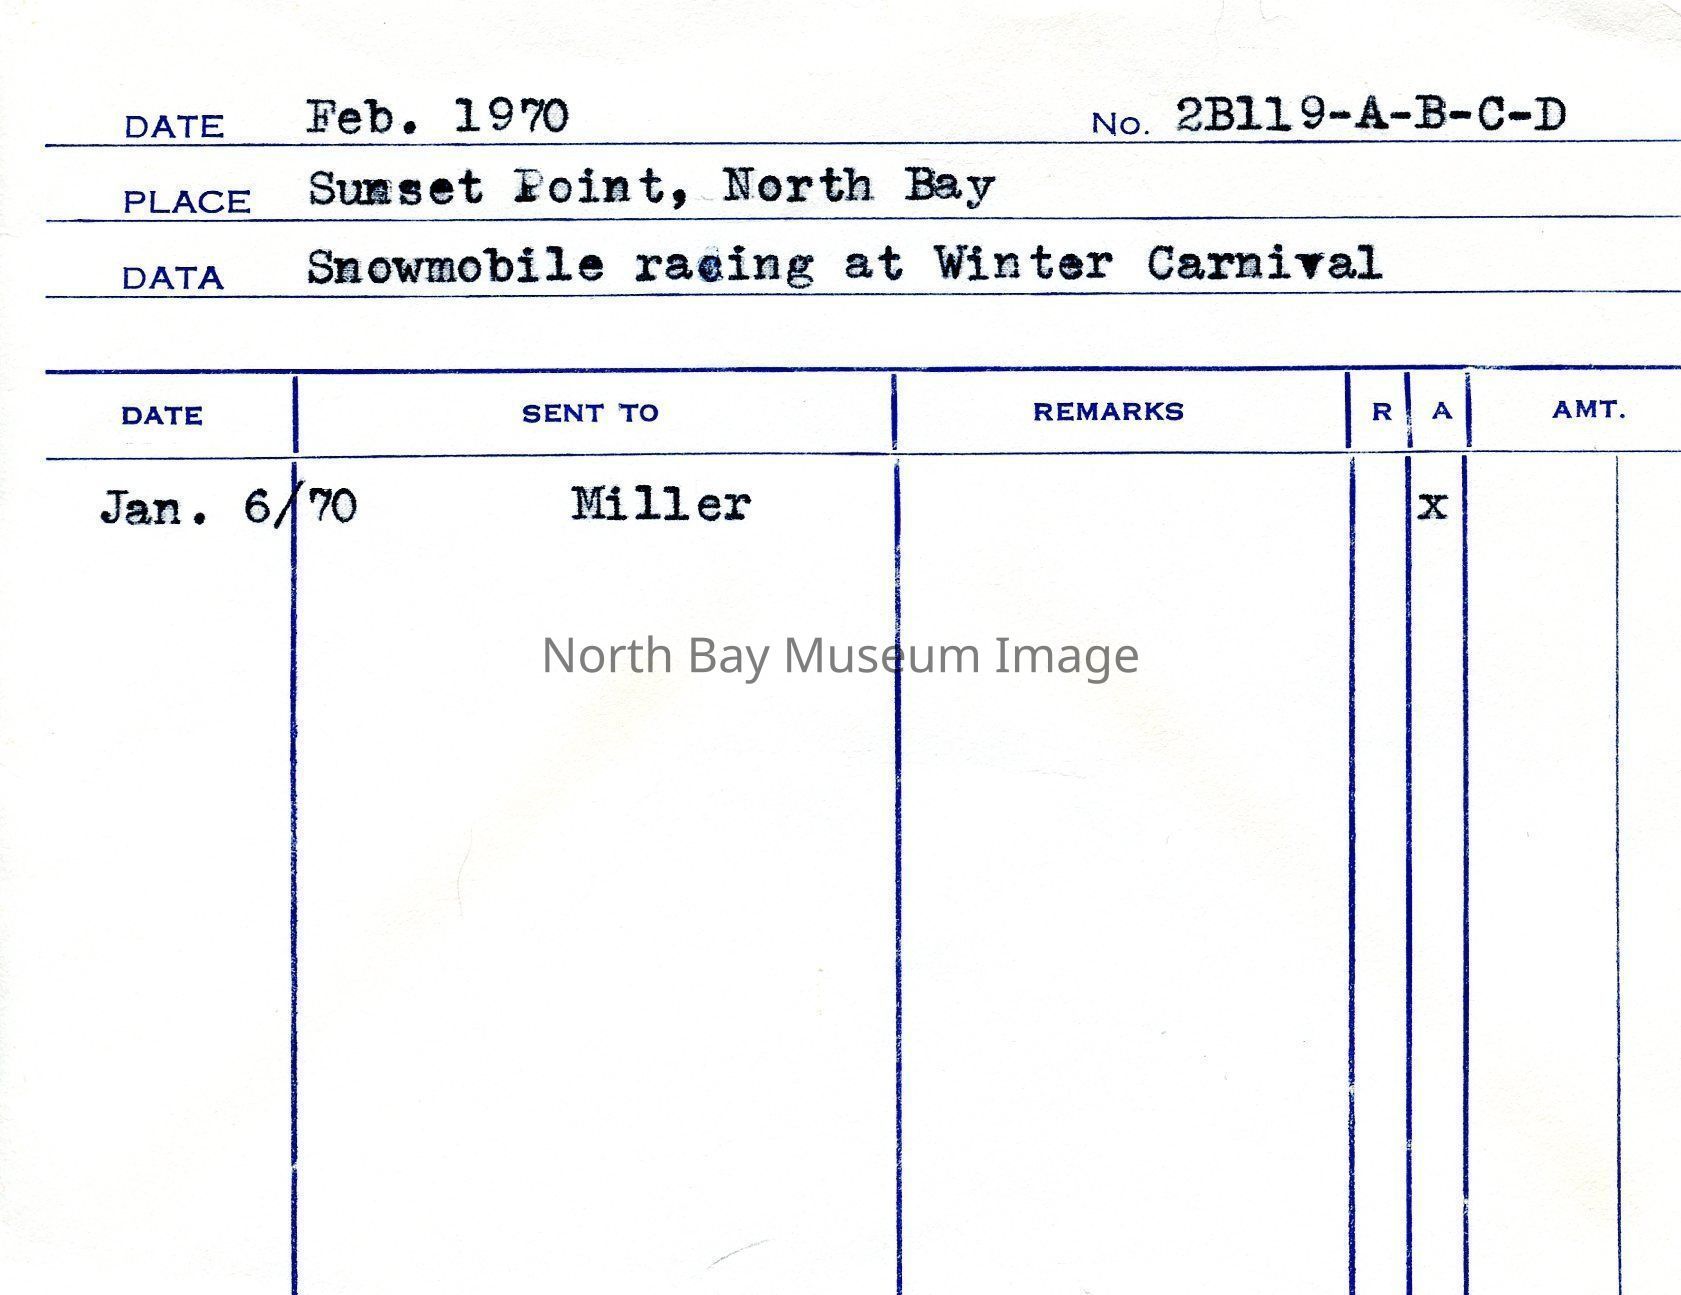 DATE Feb. 1970 No. 2B119-A-B-C-D
PLACE Sunset Point, North Bay
DATA Snowmobile racing at Winter Carnival
DATE SENT TO REMARKS R A AMT.
Jan. 6/70 Miller x
North Bay Museum Image